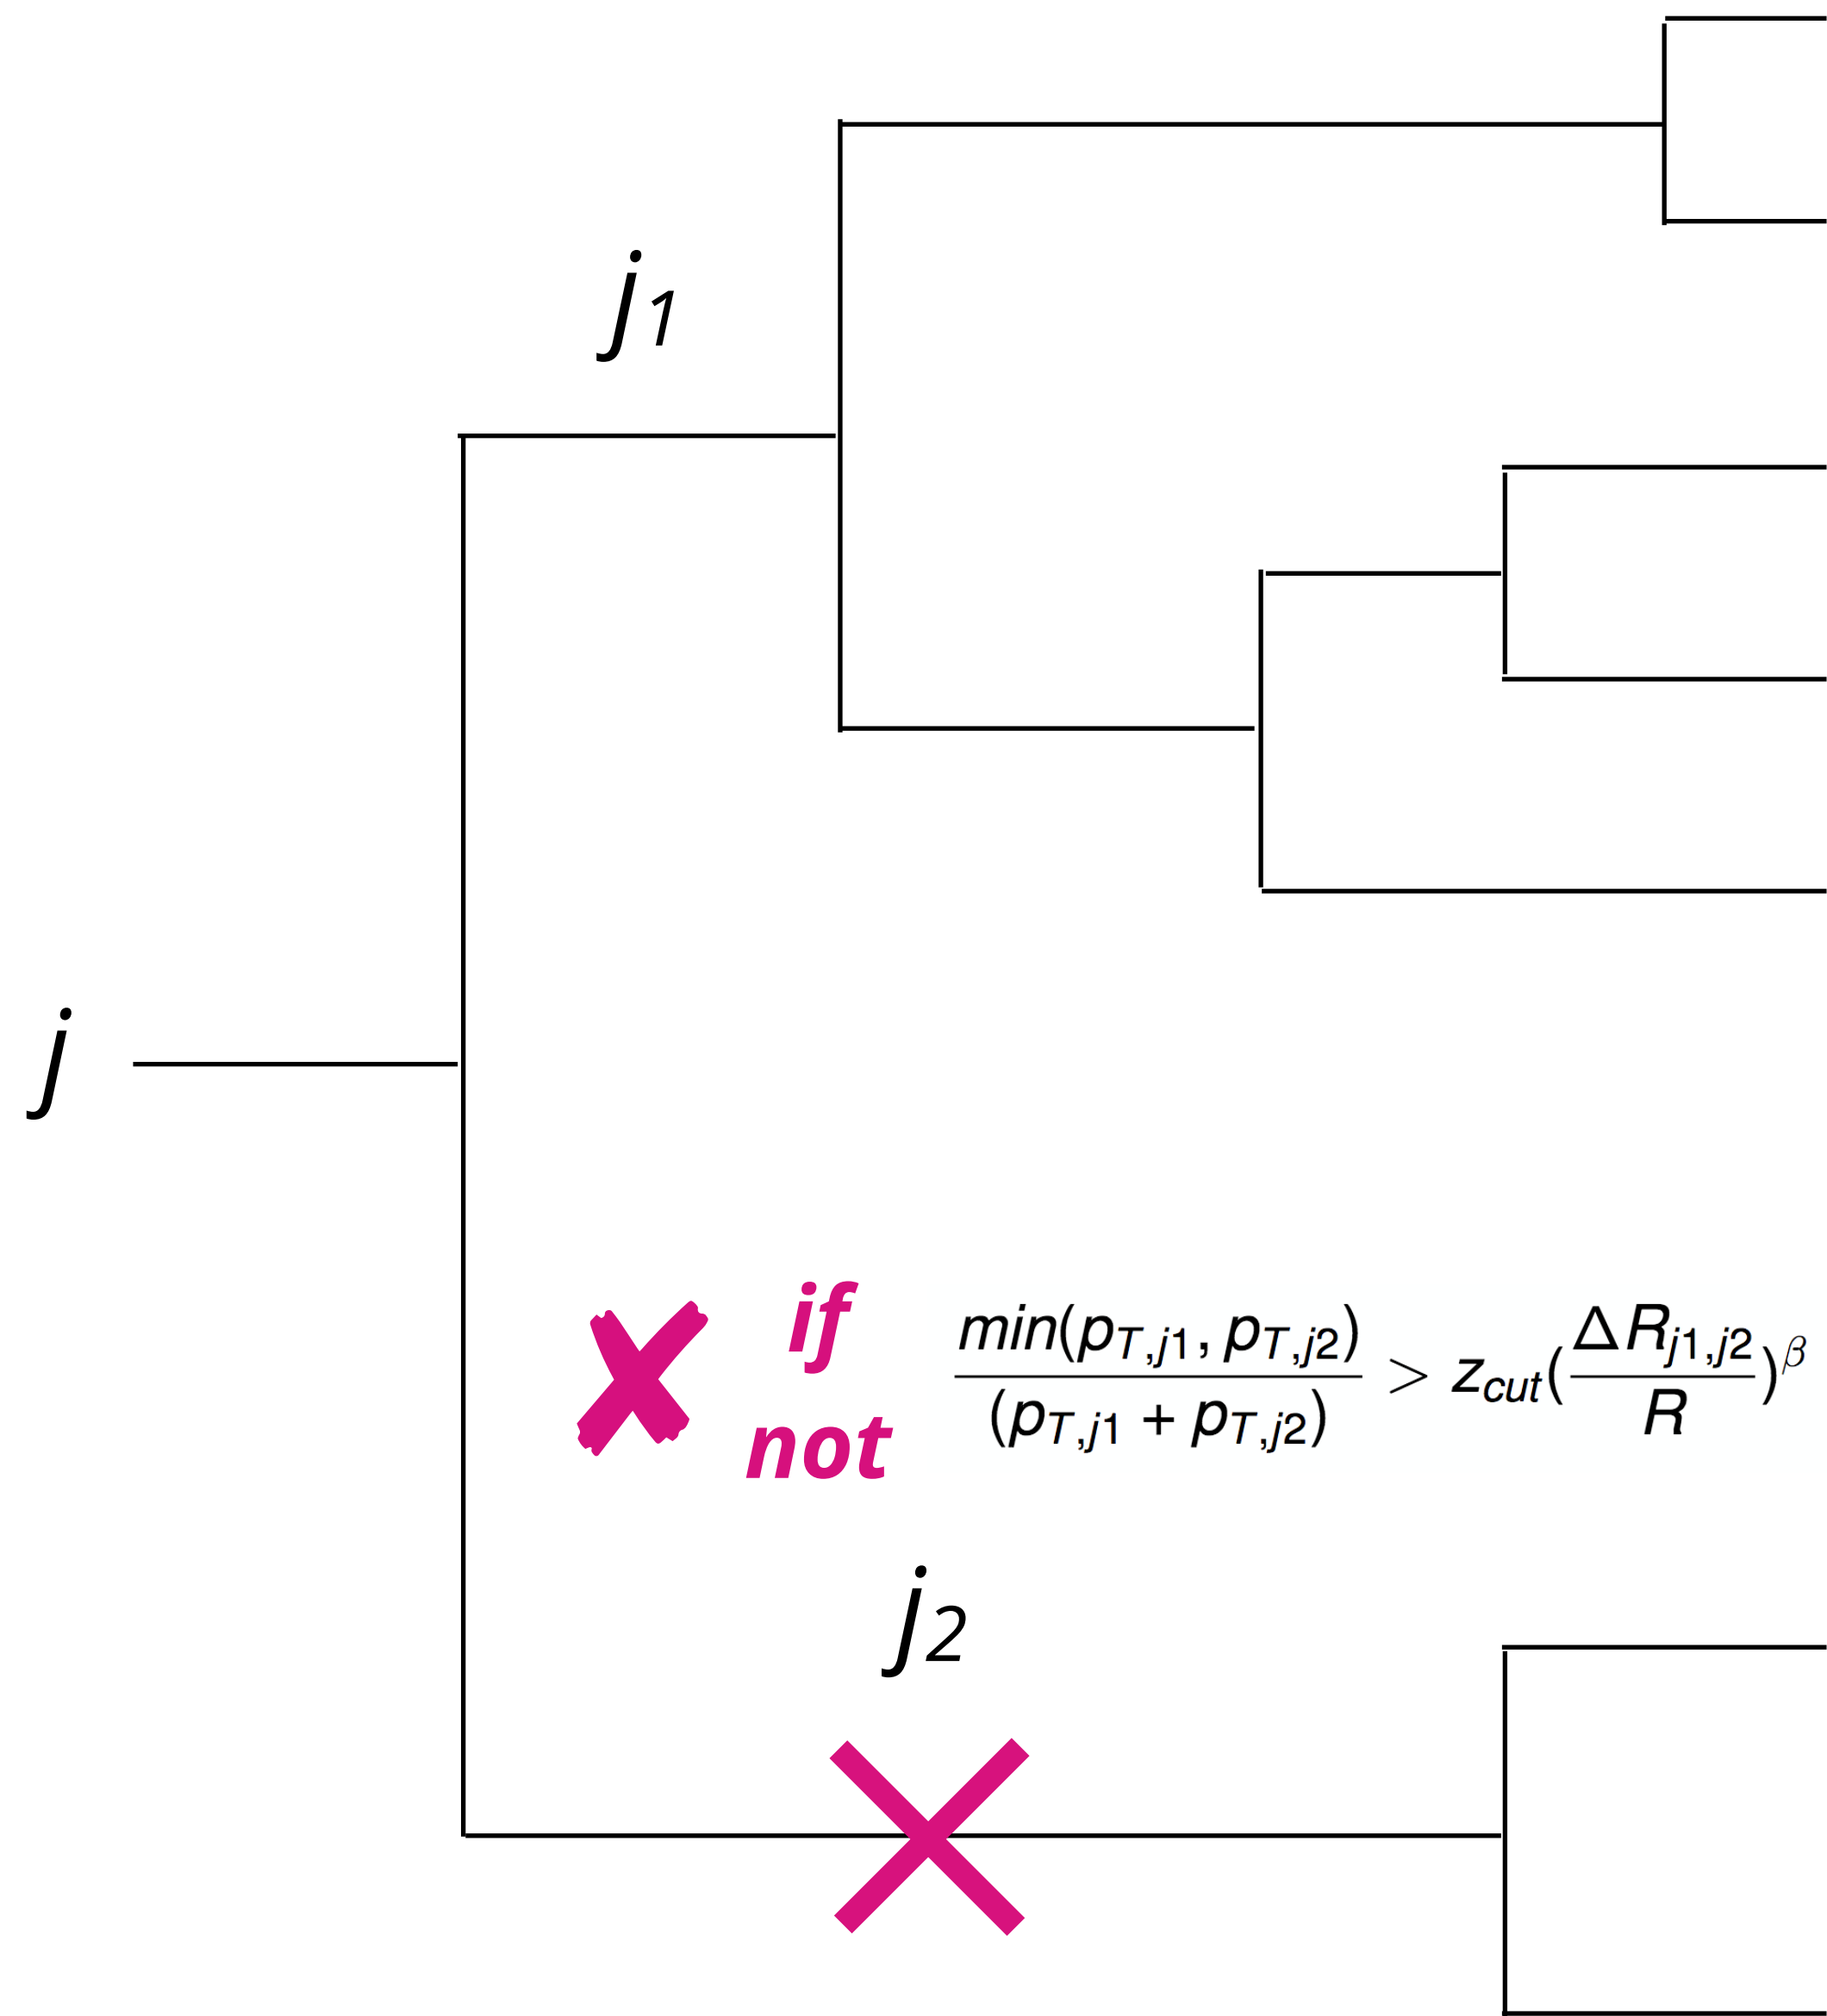 j1
j
if
not
min(pT,j1, pT,j2) / (pT,j1 + pT,j2) > zcut(ΔRj1,j2 / R)^β
j2